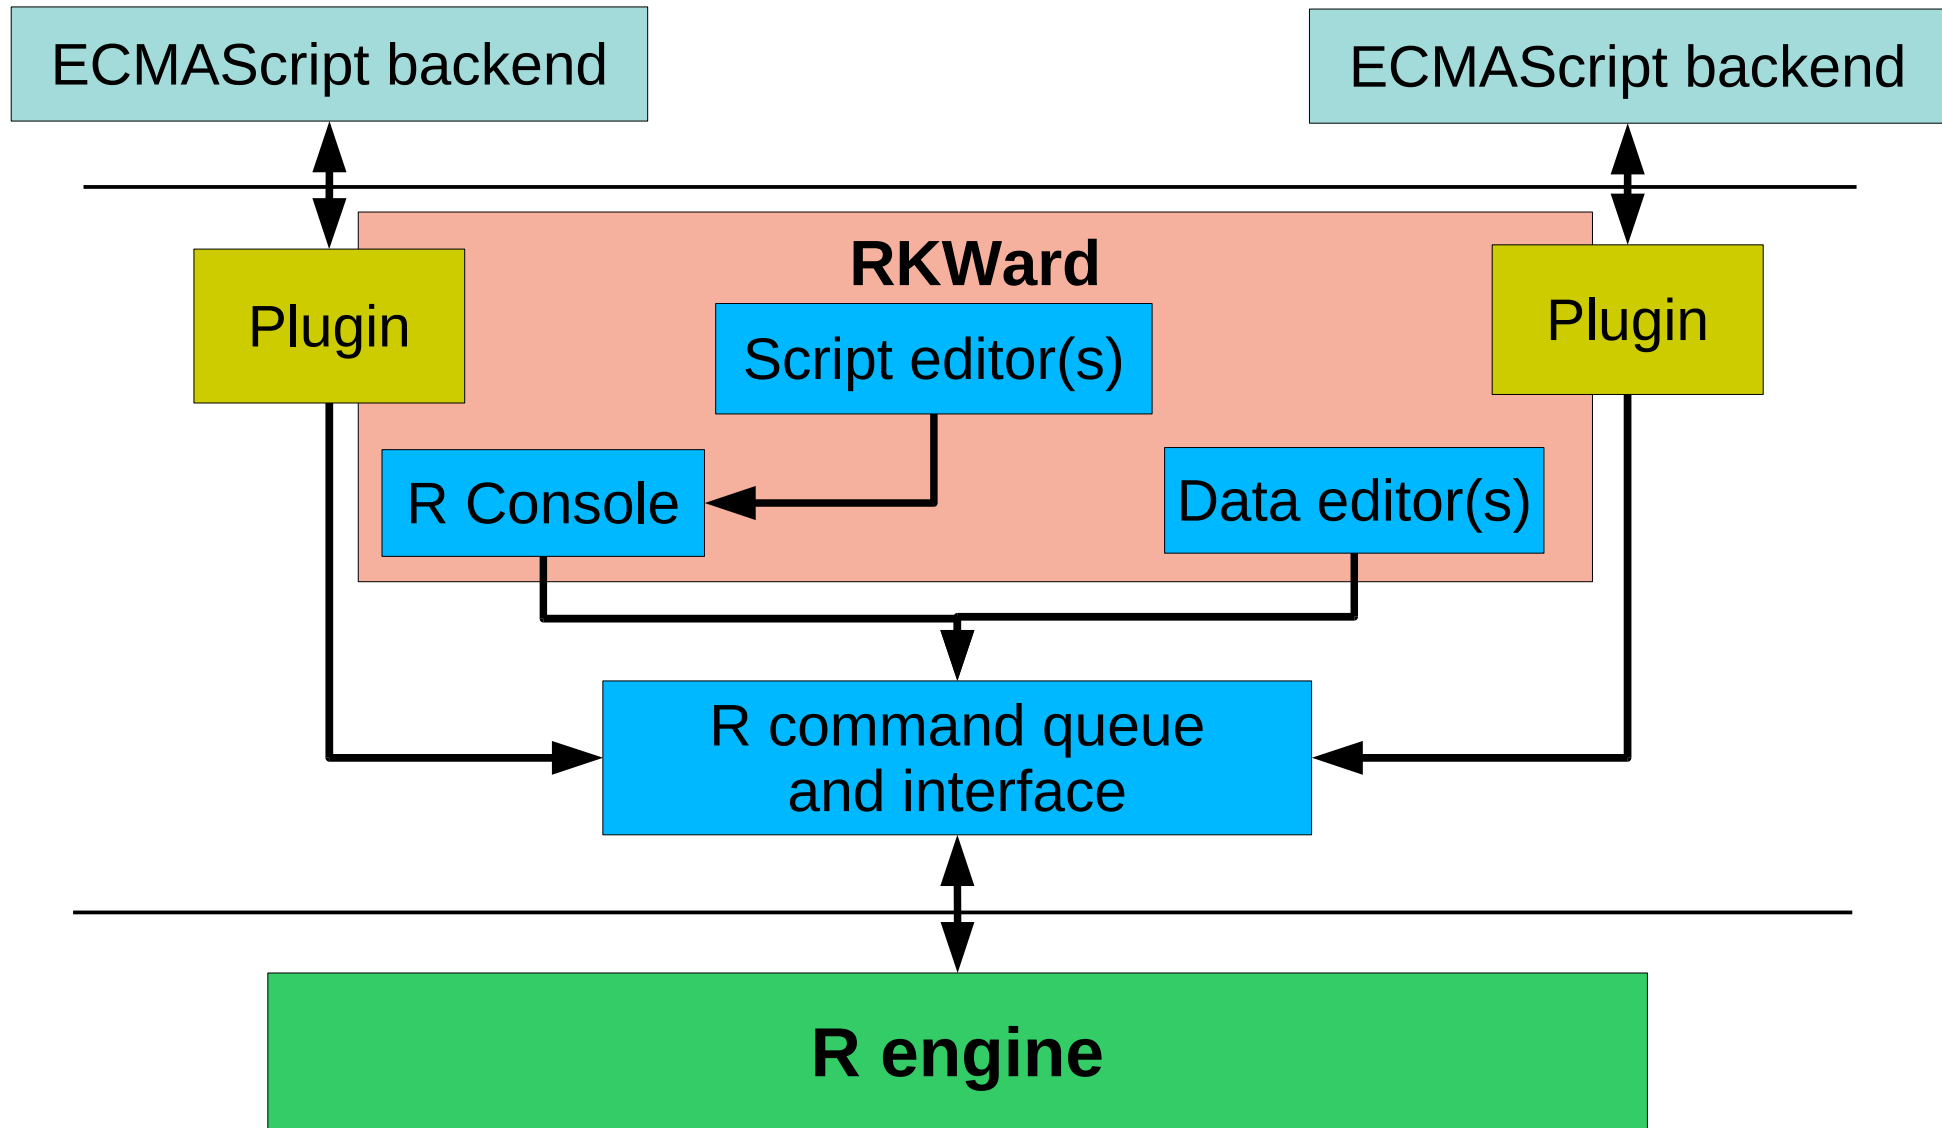 ECMAScript backend
ECMAScript backend
RKWard
Plugin
Plugin
Script editor(s)
R Console
Data editor(s)
R command queue
and interface
R engine